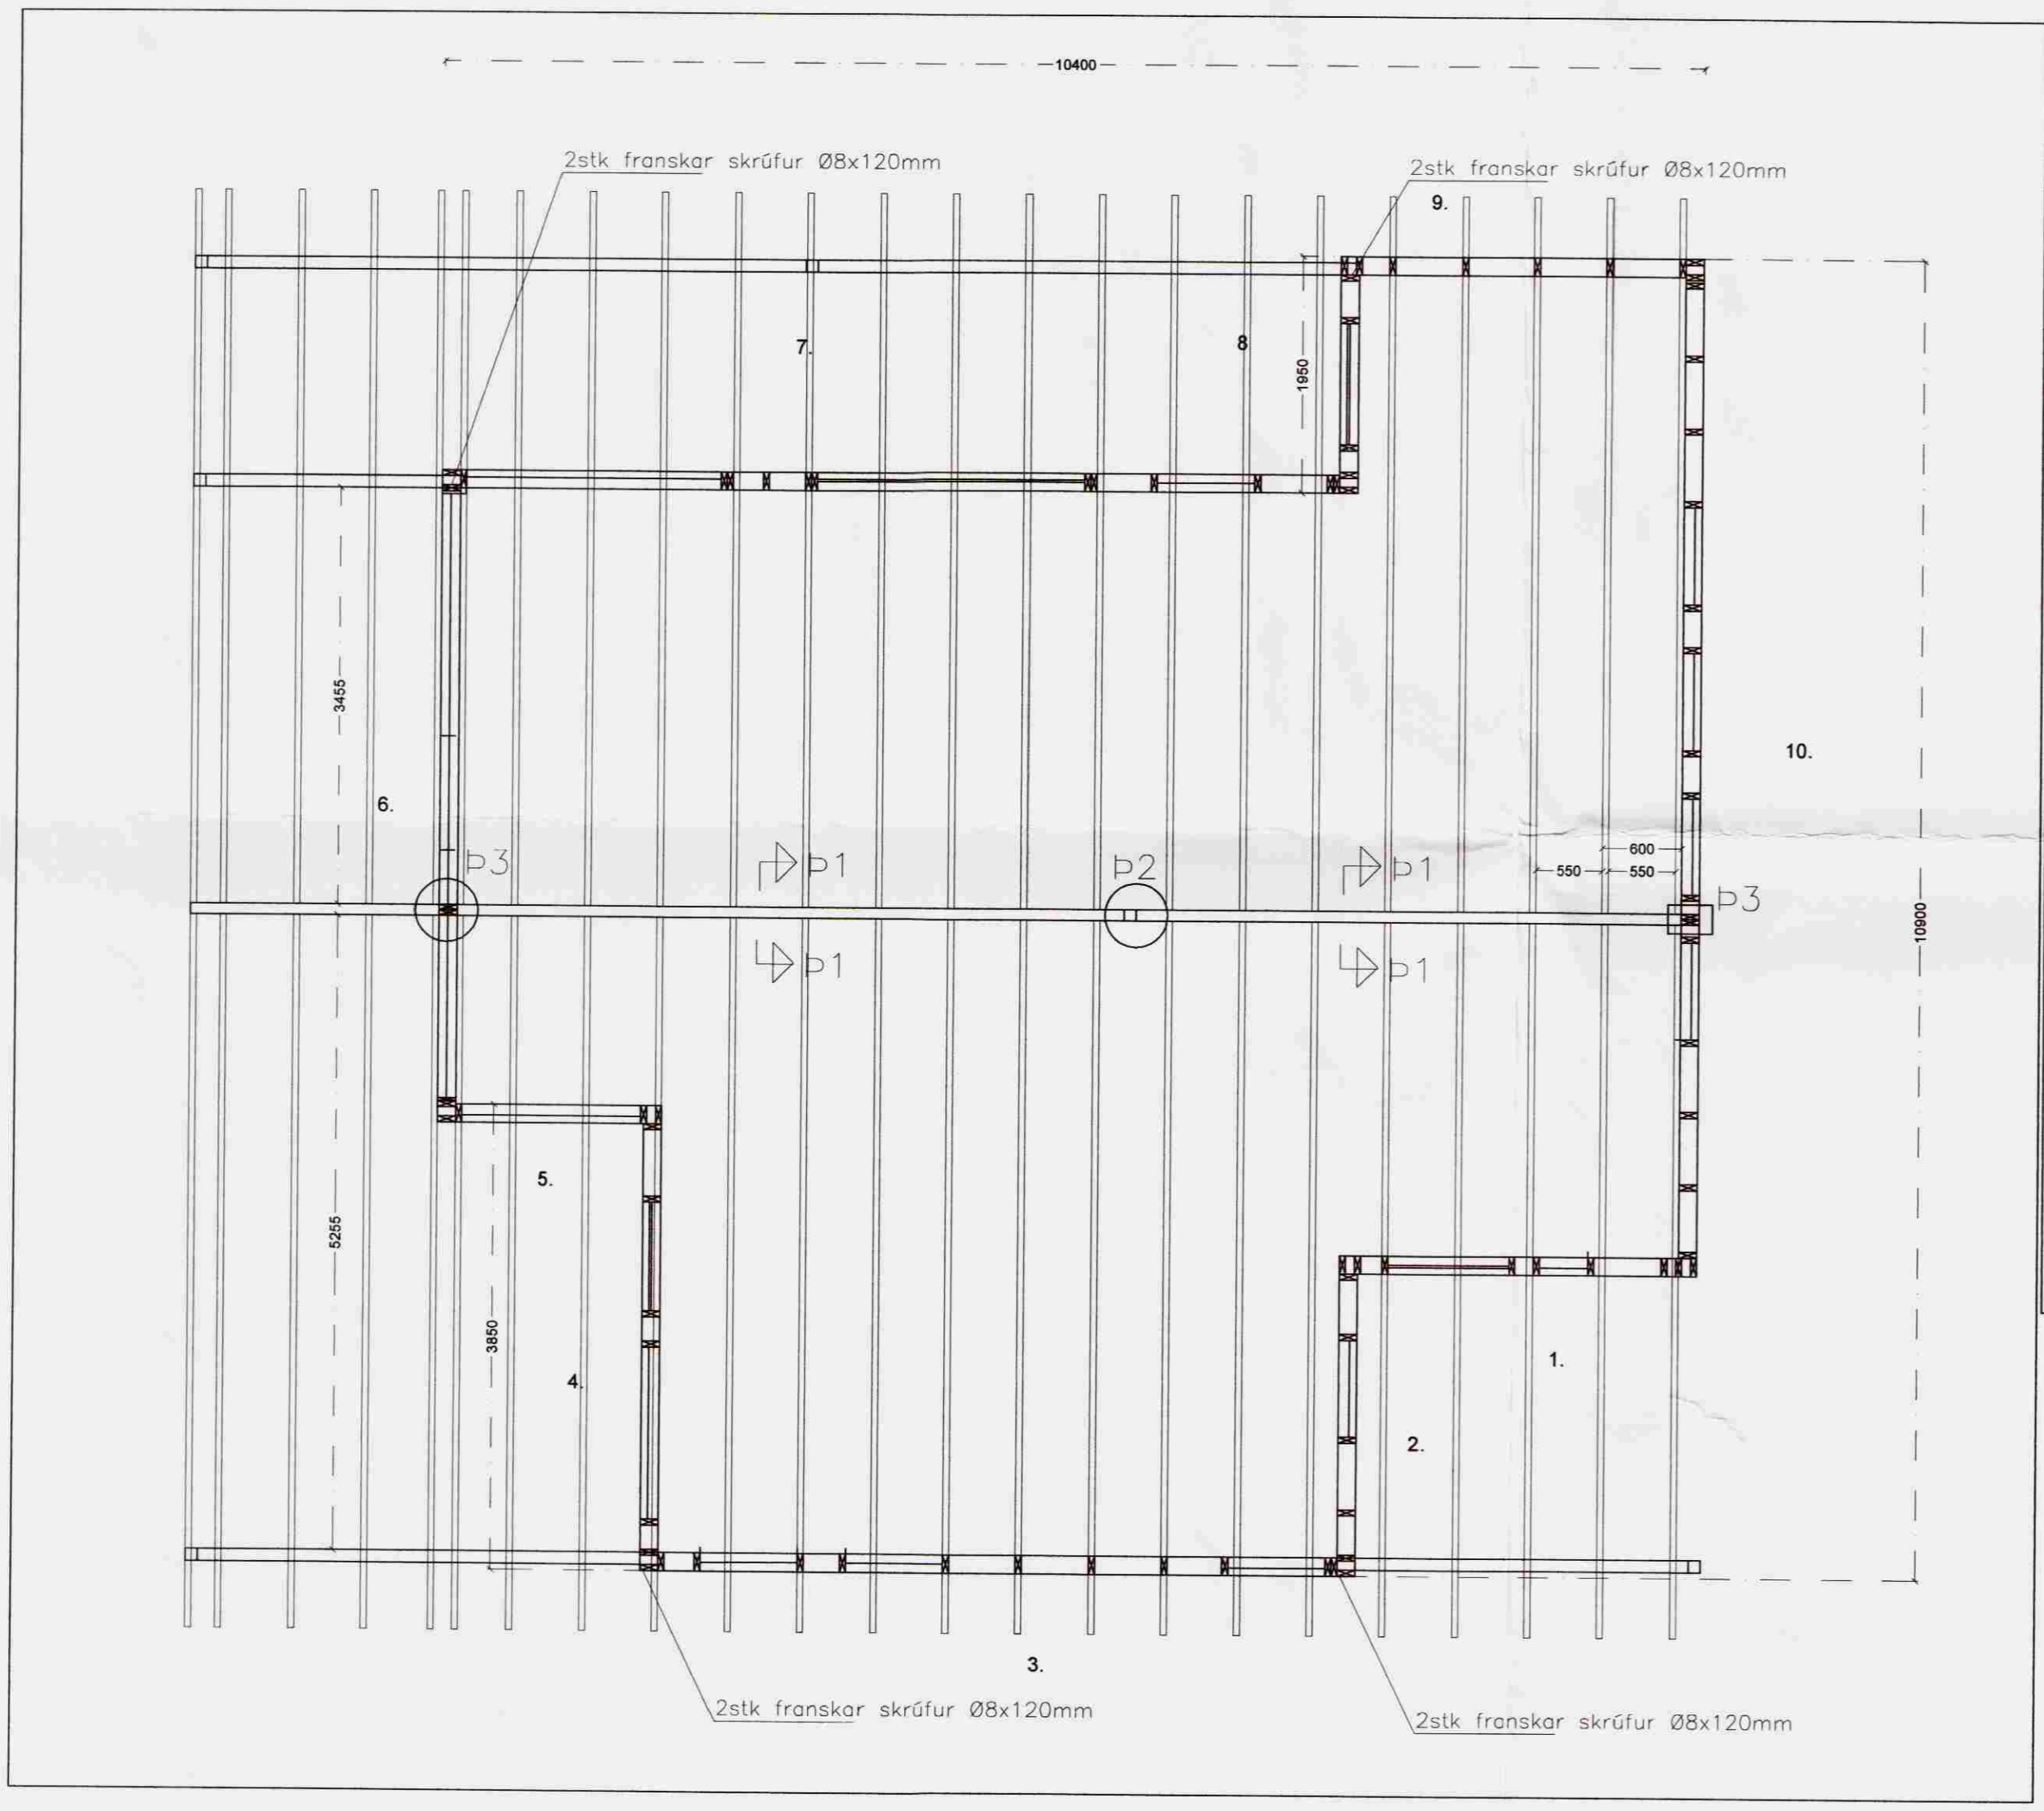 10400
2stk franskar skrúfur Ø8x120mm
2stk franskar skrúfur Ø8x120mm
9.
7.
8
1950
3455
10.
6.
Þ3
Þ1
Þ2
Þ1
600
550
550
Þ3
10900
Þ1
Þ1
5.
5255
3850
4.
1.
2.
3.
2stk franskar skrúfur Ø8x120mm
2stk franskar skrúfur Ø8x120mm